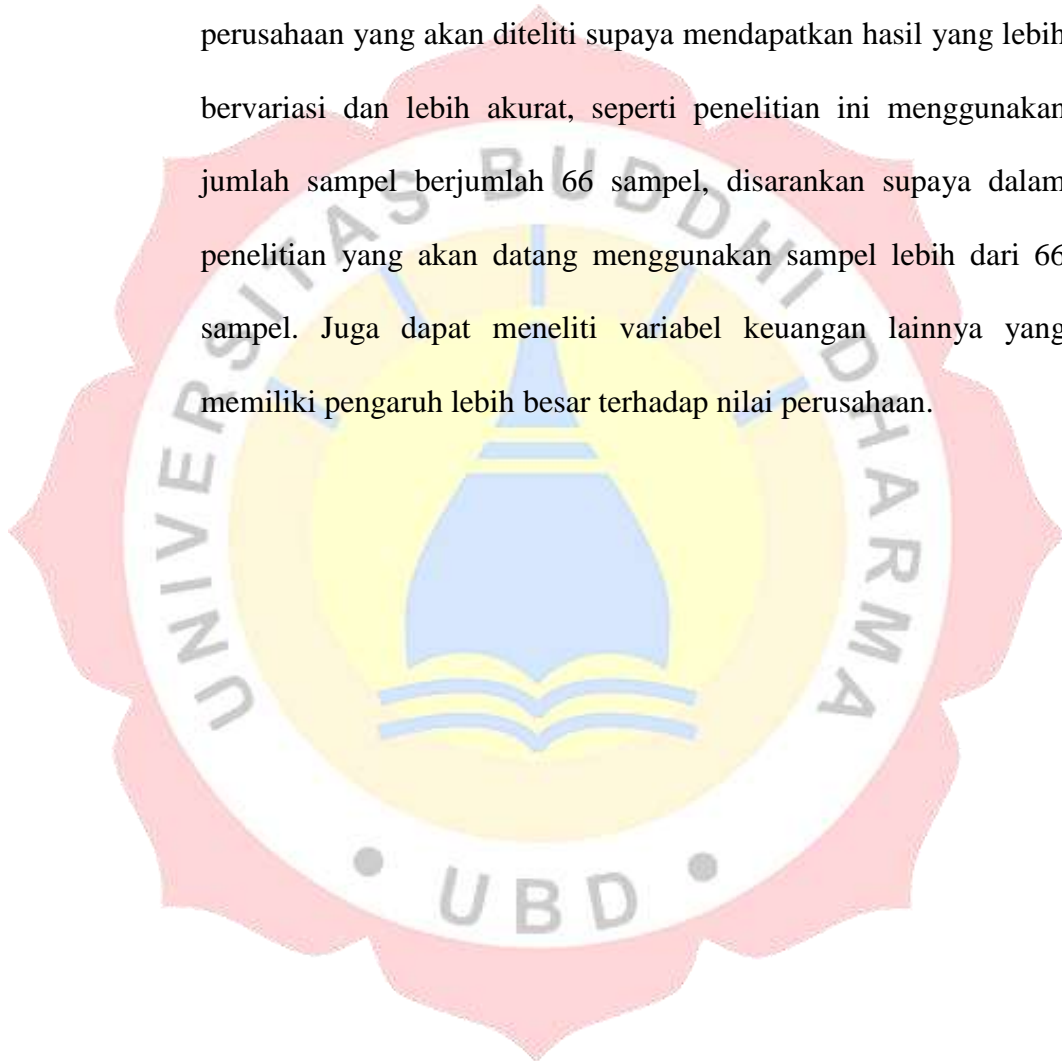 perusahaan yang akan diteliti supaya mendapatkan hasil yang lebih
bervariasi dan lebih akurat, seperti penelitian ini menggunakan
jumlah sampel berjumlah 66 sampel, disarankan supaya dalam
penelitian yang akan datang menggunakan sampel lebih dari 66
sampel. Juga dapat meneliti variabel keuangan lainnya yang
memiliki pengaruh lebih besar terhadap nilai perusahaan.
UNIVERSITAS BUDDHI DHARMA
• UBD •